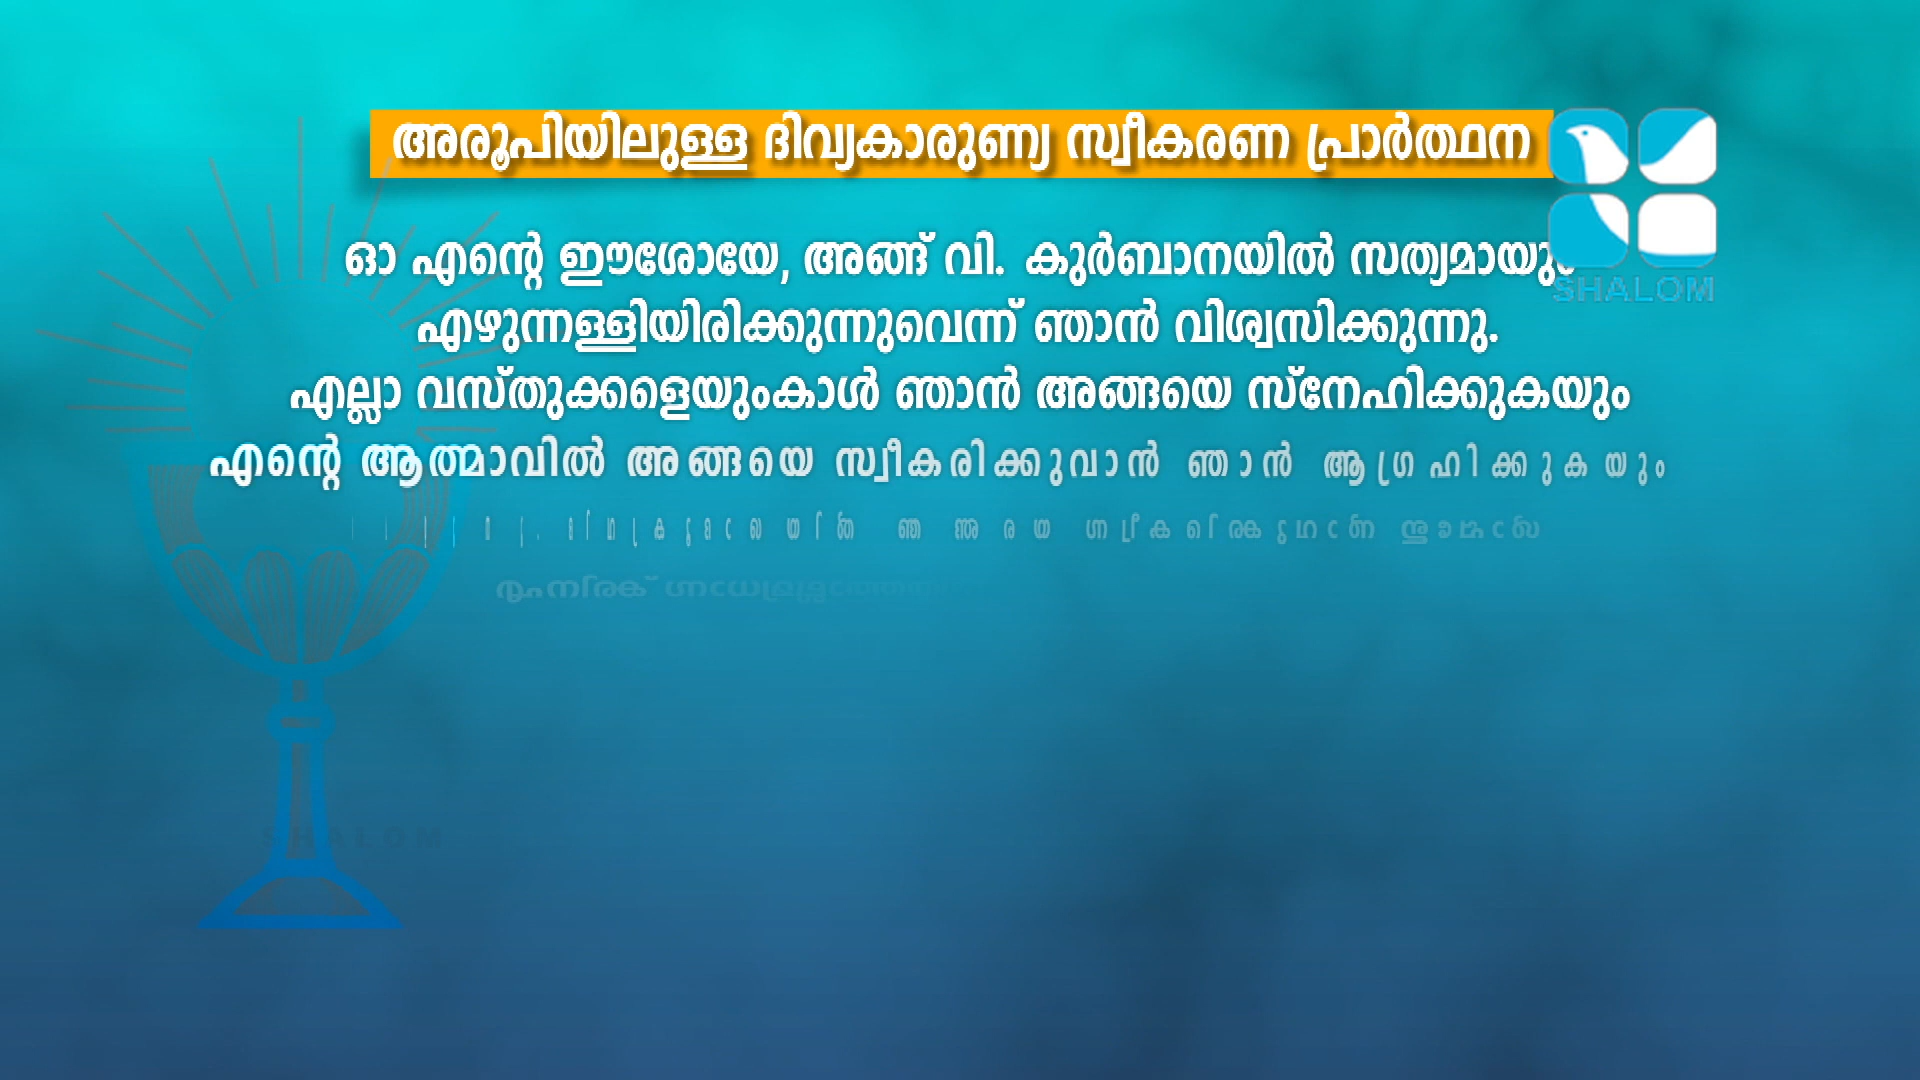 അരൂപിയിലുള്ള ദിവ്യകാരുണ്യ സ്വീകരണ പ്രാർത്ഥന
ഓ എന്റെ ഈശോയേ, അങ്ങ് വി. കുർബാനയിൽ സത്യമായും
എഴുന്നള്ളിയിരിക്കുന്നുവെന്ന് ഞാൻ വിശ്വസിക്കുന്നു.
എല്ലാ വസ്തുക്കളെയുംകാൾ ഞാൻ അങ്ങയെ സ്നേഹിക്കുകയും
എന്റെ ആത്മാവിൽ അങ്ങയെ സ്വീകരിക്കുവാൻ ഞാൻ ആഗ്രഹിക്കുകയും
SHALOM
SHALOM